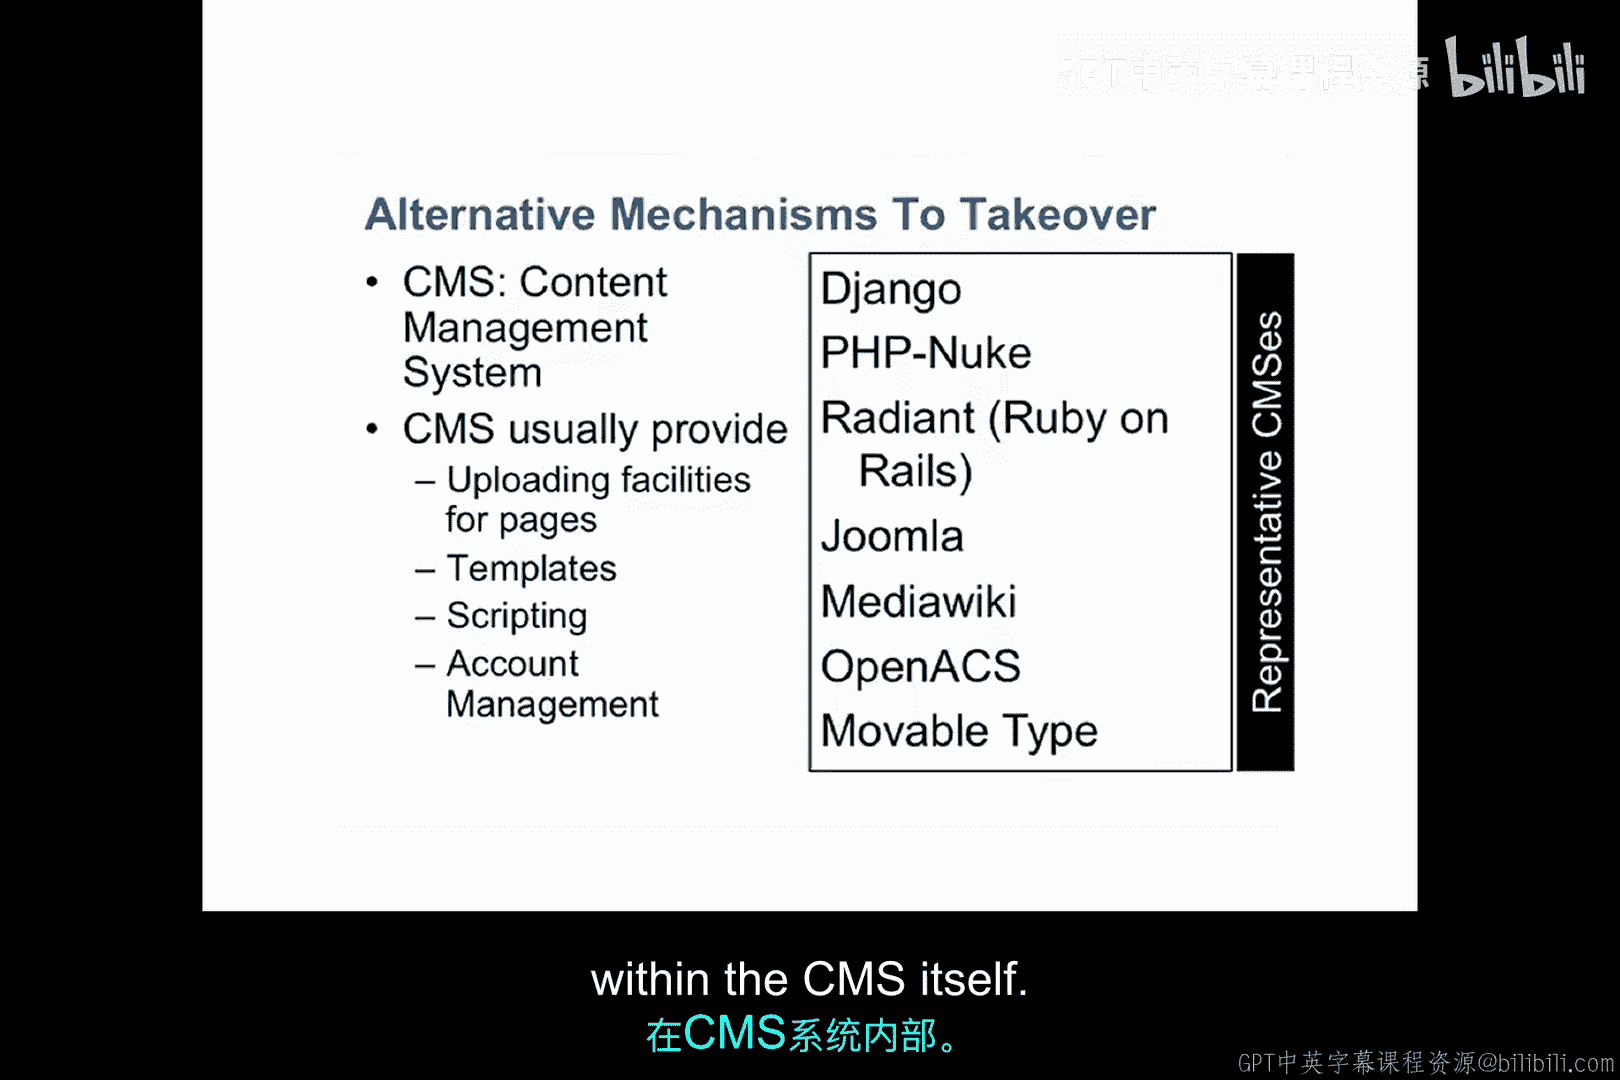 bilibili
Alternative Mechanisms To Takeover
• CMS: Content
Management
System
• CMS usually provide
– Uploading facilities
for pages
– Templates
– Scripting
– Account
Management
Django
PHP-Nuke
Radiant (Ruby on
Rails)
Joomla
Mediawiki
OpenACS
Movable Type
Representative CMSes
within the CMS itself.
在CMS系统内部。
GPT中英字幕课程资源@bilibili.com